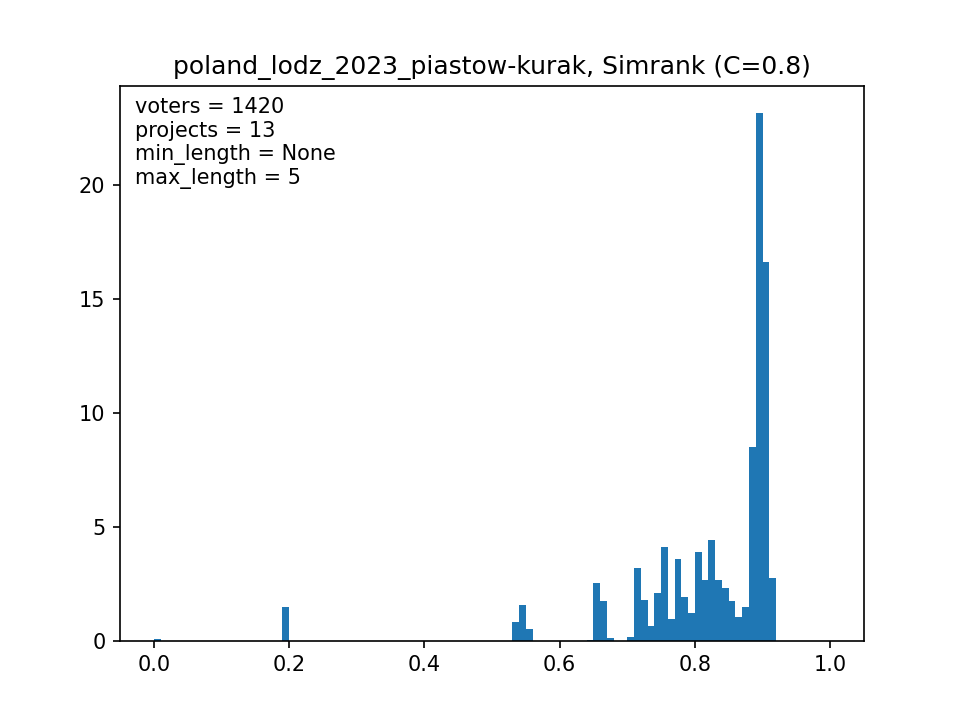 poland_lodz_2023_piastow-kurak, Simrank (C=0.8)
voters = 1420
projects = 13
min_length = None
max_length = 5
20
15
10
5
0
0.0 0.2 0.4 0.6 0.8 1.0